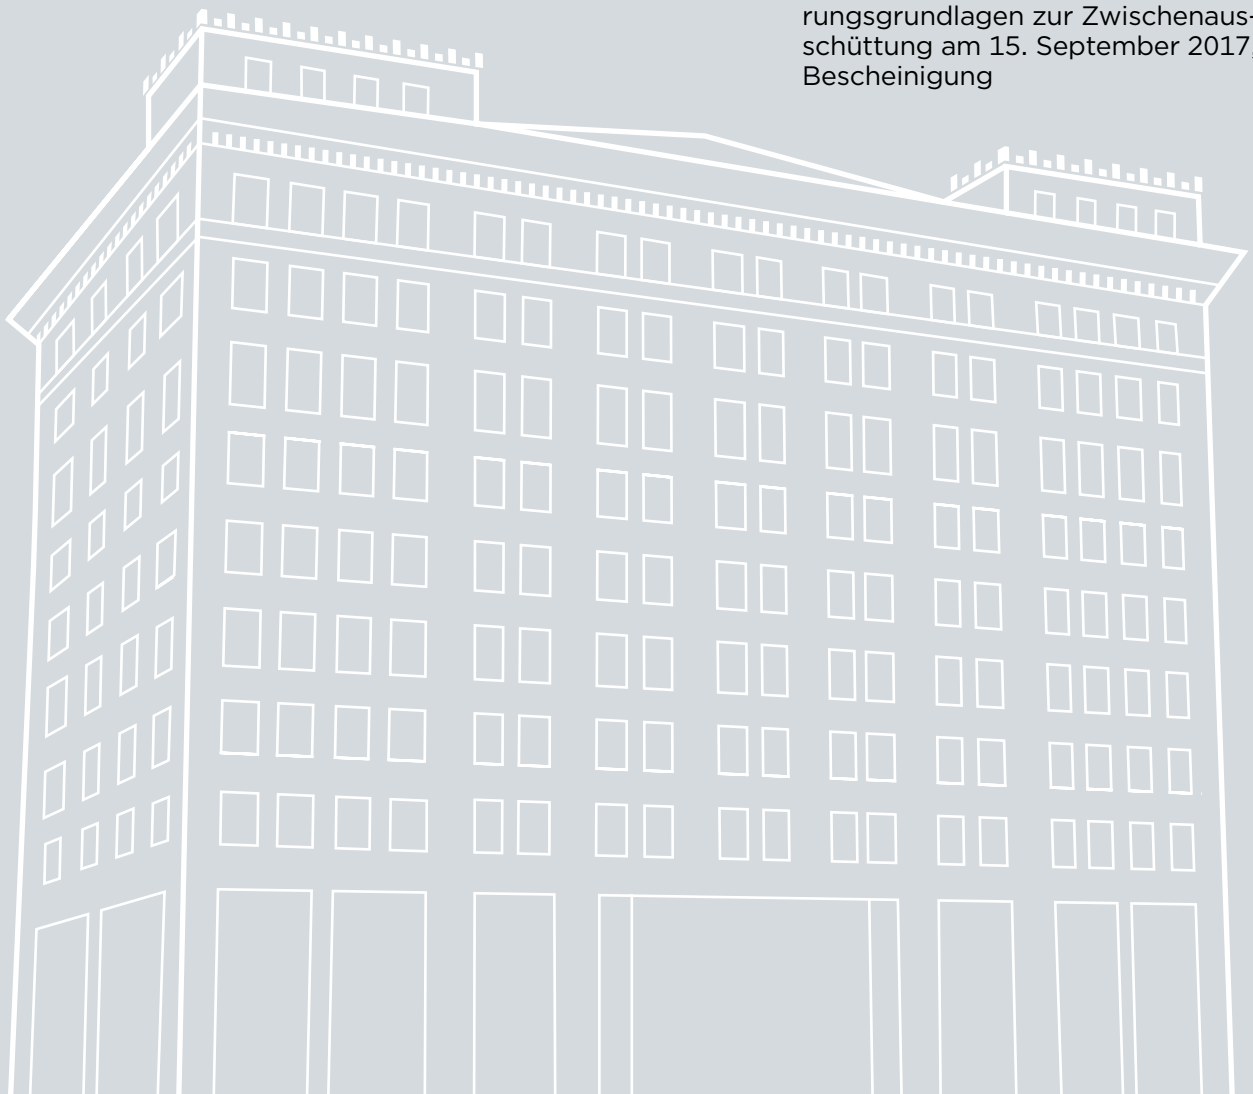 rungsgrundlagen zur Zwischenaus-
schüttung am 15. September 2017,
Bescheinigung